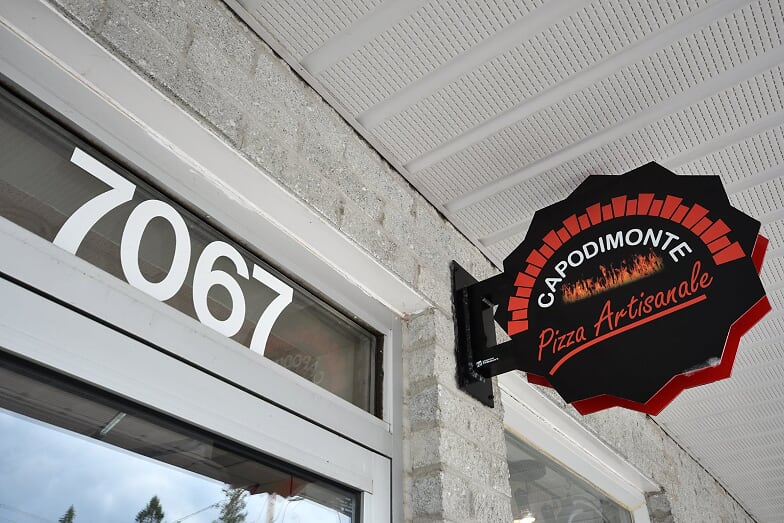 7067
CAPODIMONTE
Pizza Artisanale